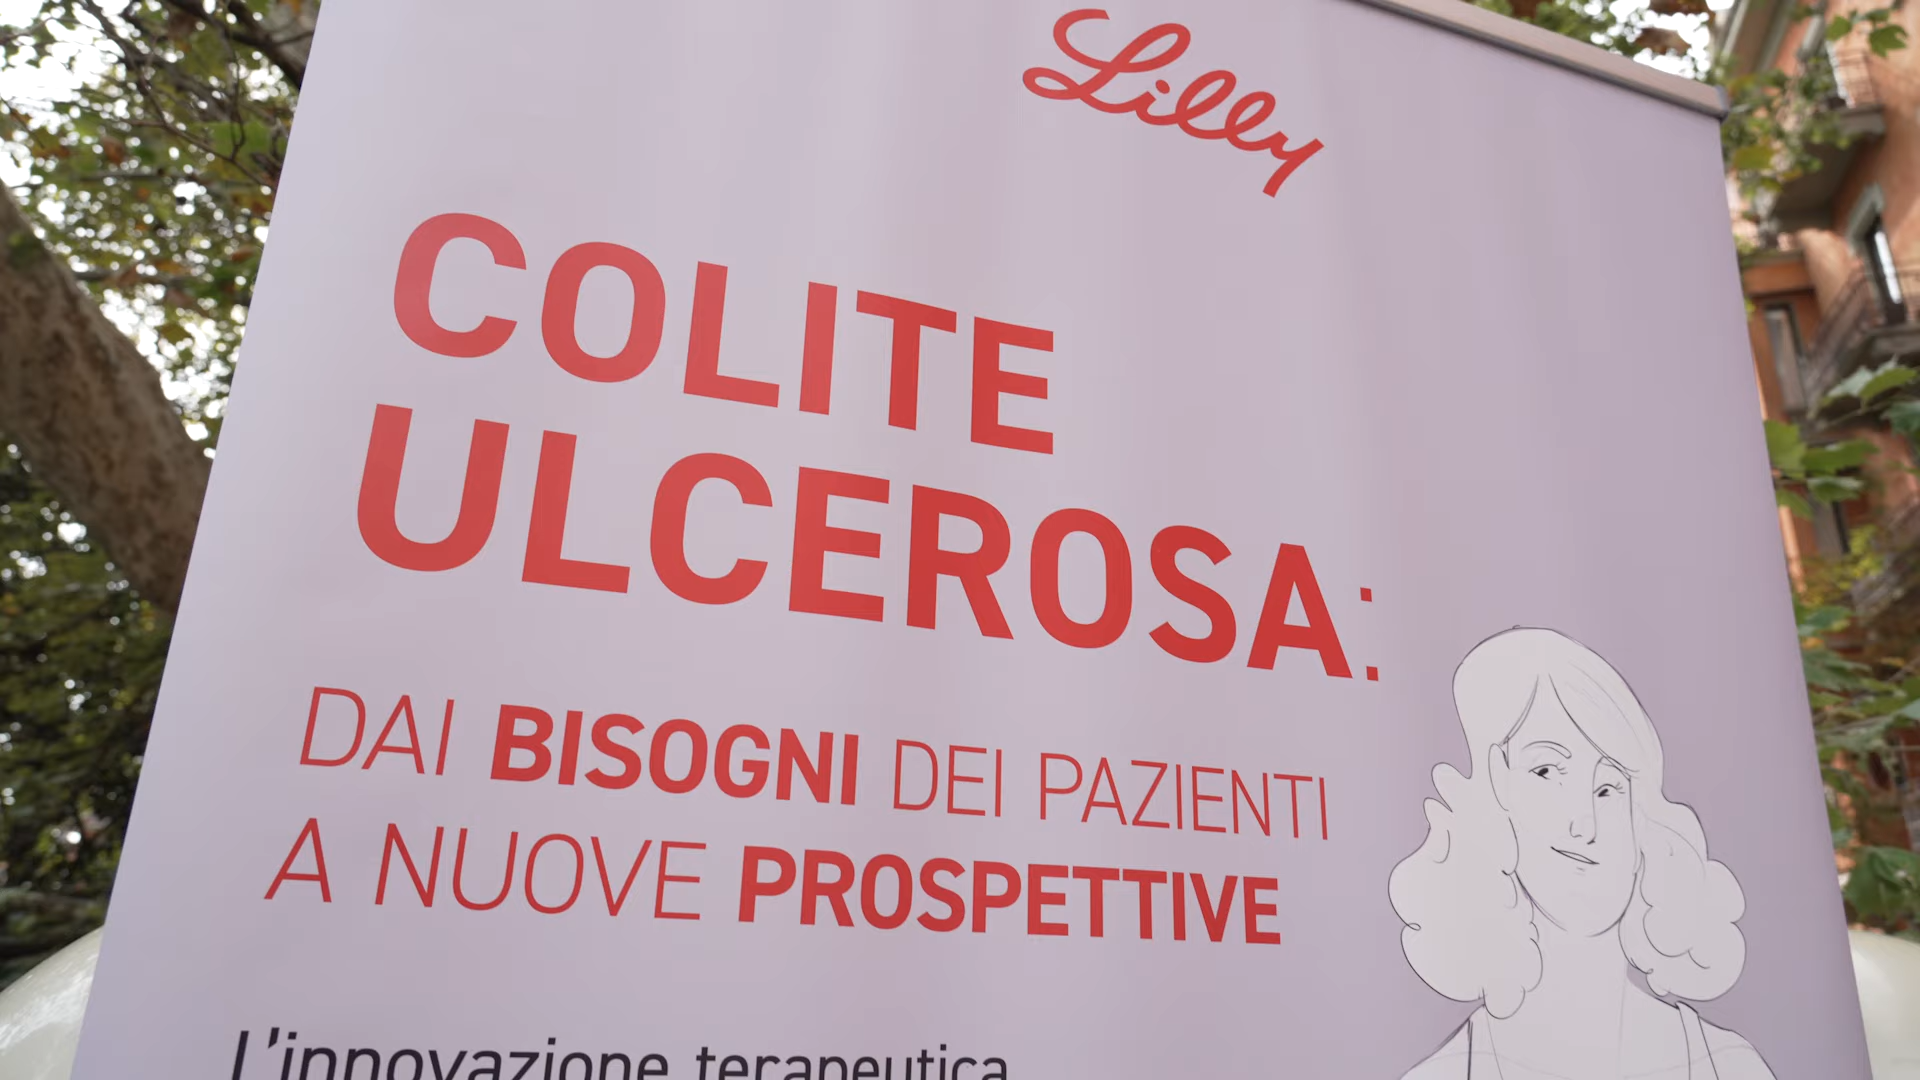 Lilly
COLITE
ULCEROSA:
DAI BISOGNI DEI PAZIENTI
A NUOVE PROSPETTIVE
L'innovazione terapeutica